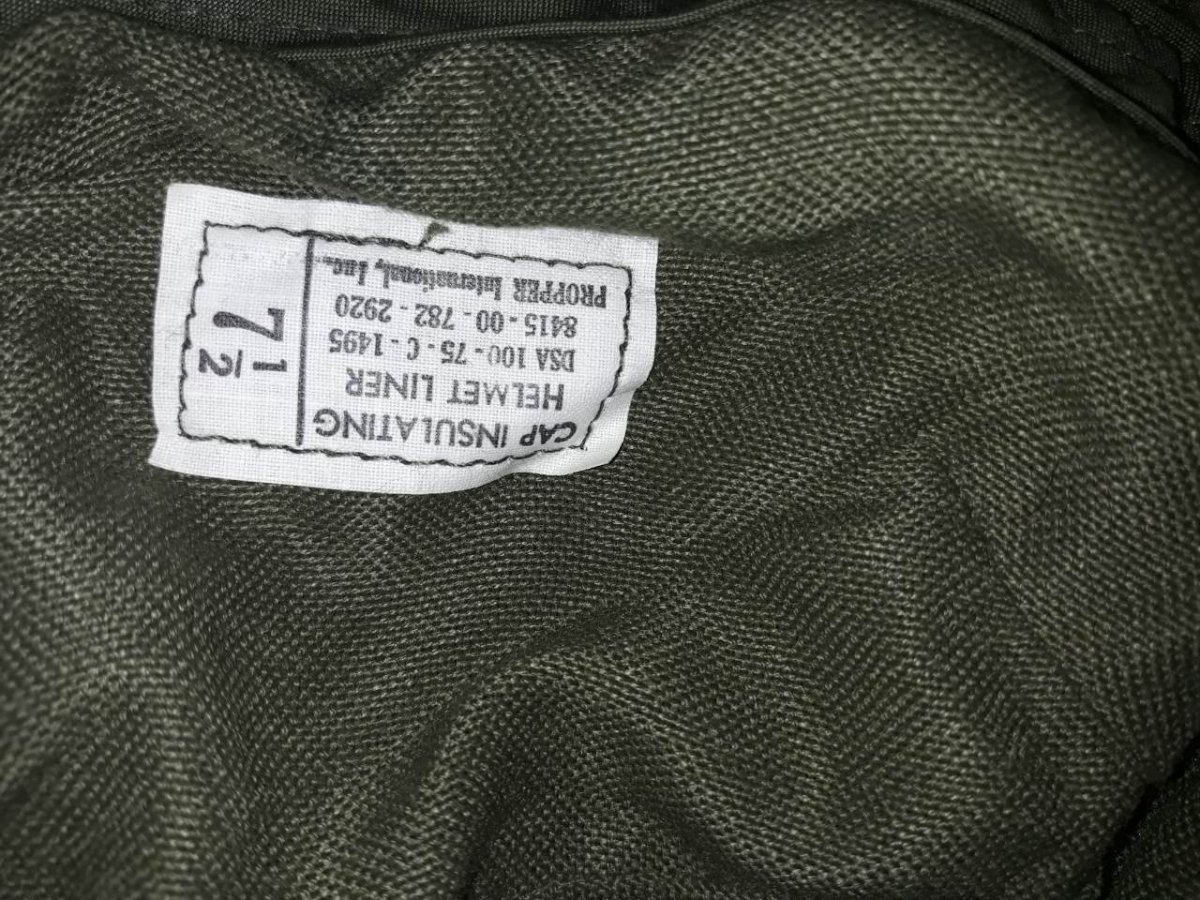 CAP INSULATING
HELMET LINER
DSA 100-75-C-1495
8415-00-782-2920
PROPPER International, Inc.
7 1/2